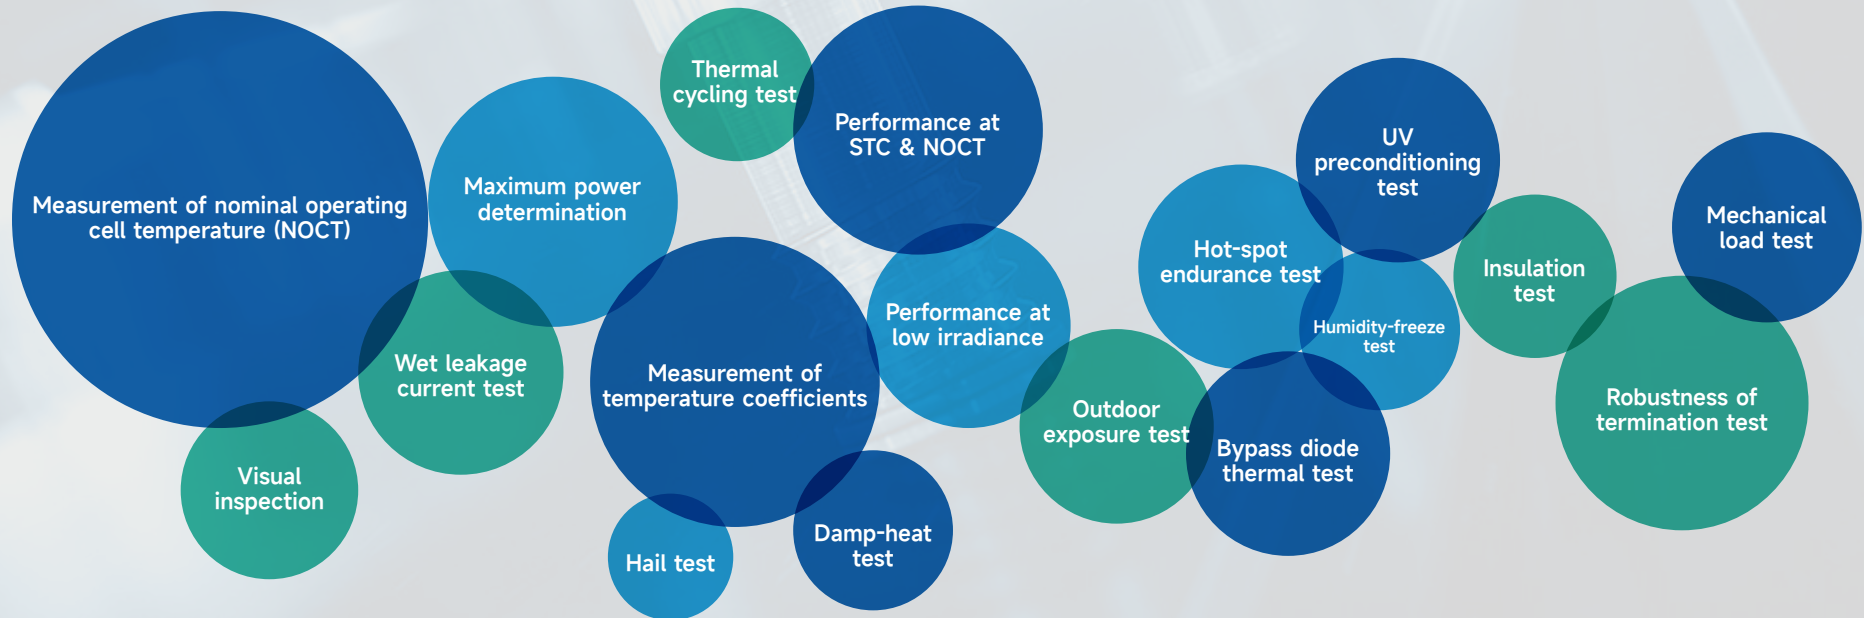 Measurement of nominal operating
cell temperature (NOCT)
Maximum power
determination
Thermal
cycling test
Performance at
STC & NOCT
Wet leakage
current test
Visual
inspection
Measurement of
temperature coefficients
Performance at
low irradiance
Hail test
Damp-heat
test
Outdoor
exposure test
Hot-spot
endurance test
UV
preconditioning
test
Humidity-freeze
test
Bypass diode
thermal test
Insulation
test
Mechanical
load test
Robustness of
termination test